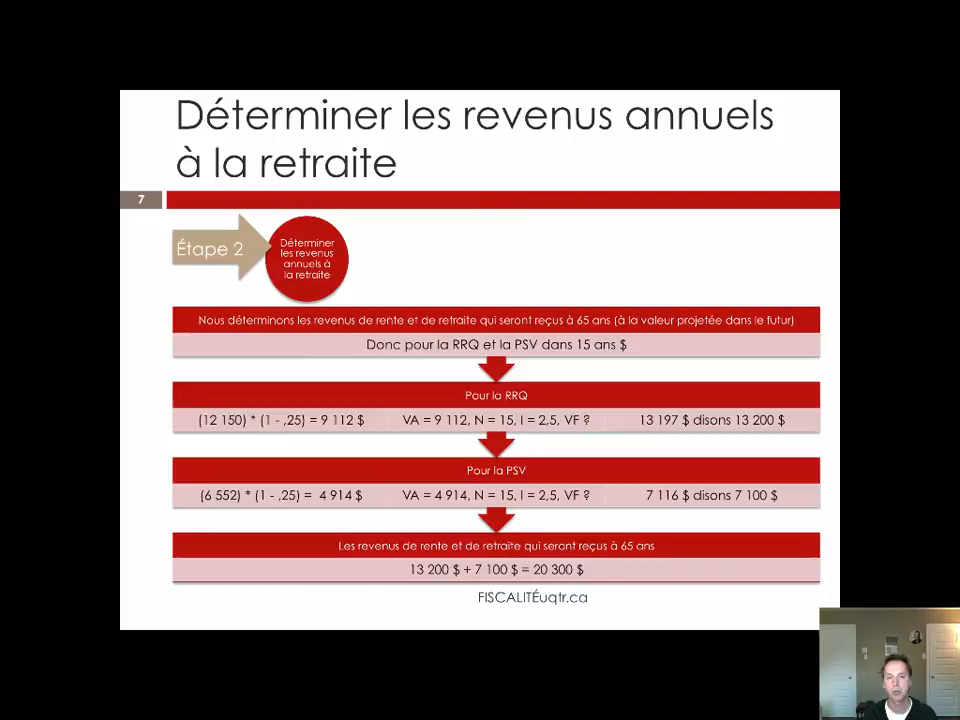 Déterminer les revenus annuels
à la retraite
7
Étape 2
Déterminer
les revenus
annuels à
la retraite
Nous déterminons les revenus de rente et de retraite qui seront reçus à 65 ans (à la valeur projetée dans le futur)
Donc pour la RRQ et la PSV dans 15 ans $
Pour la RRQ
(12 150) * (1 - ,25) = 9 112 $ VA = 9 112, N = 15, I = 2,5, VF ? 13 197 $ disons 13 200 $
Pour la PSV
(6 552) * (1 - ,25) = 4 914 $ VA = 4 914, N = 15, I = 2,5, VF ? 7 116 $ disons 7 100 $
Les revenus de rente et de retraite qui seront reçus à 65 ans
13 200 $ + 7 100 $ = 20 300 $
FISCALITÉuqtr.ca